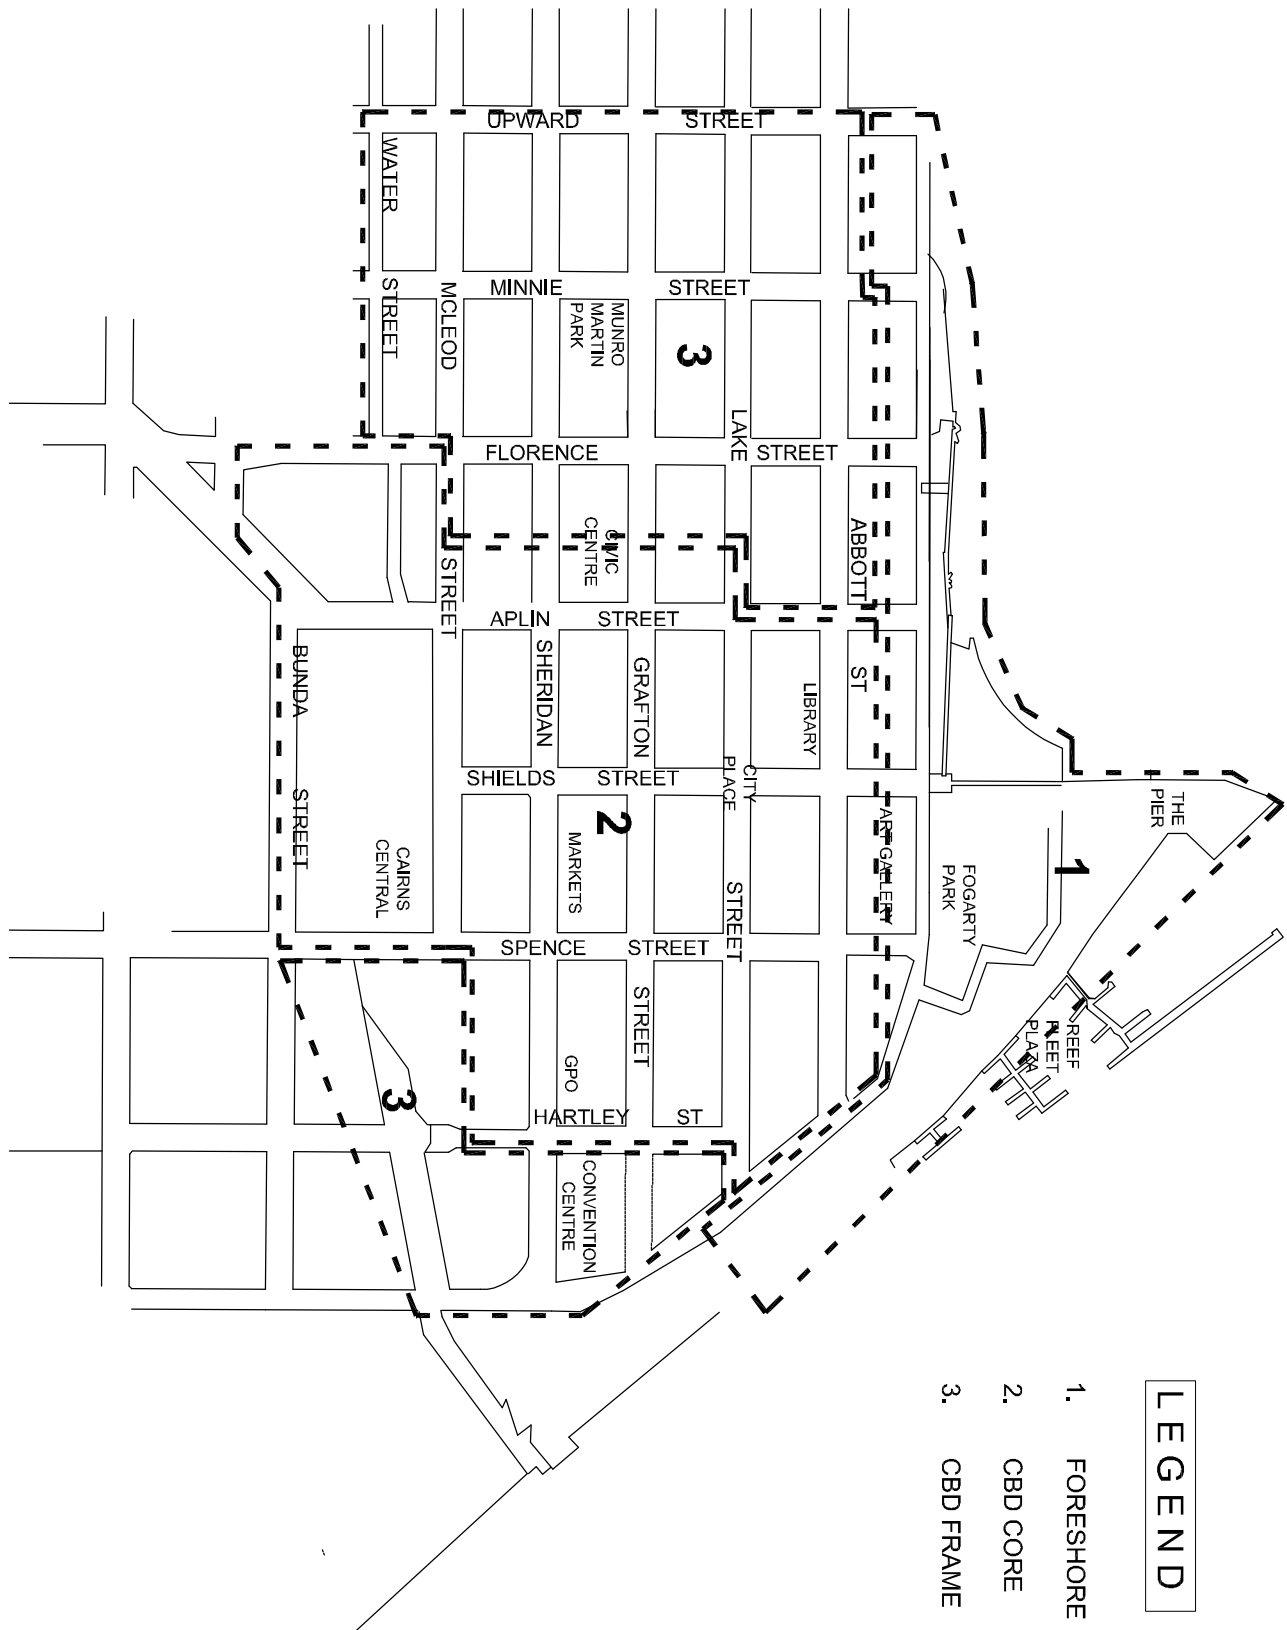 UPWARD STREET
WATER STREET
MINNIE STREET
MCLEOD STREET
MUNRO
MARTIN
PARK
3
LAKE STREET
FLORENCE STREET
CIVIC
CENTRE
ABBOTT ST
APLIN STREET
SHERIDAN
GRAFTON STREET
LIBRARY
BUNDA STREET
SHIELDS STREET
CITY
PLACE
THE
PIER
2
MARKETS
CAIRNS
CENTRAL
ART GALLERY
FOGARTY
PARK
1
SPENCE STREET
REEF
FLEET
PLAZA
GPO
3
HARTLEY ST
CONVENTION
CENTRE
LEGEND
1. FORESHORE
2. CBD CORE
3. CBD FRAME